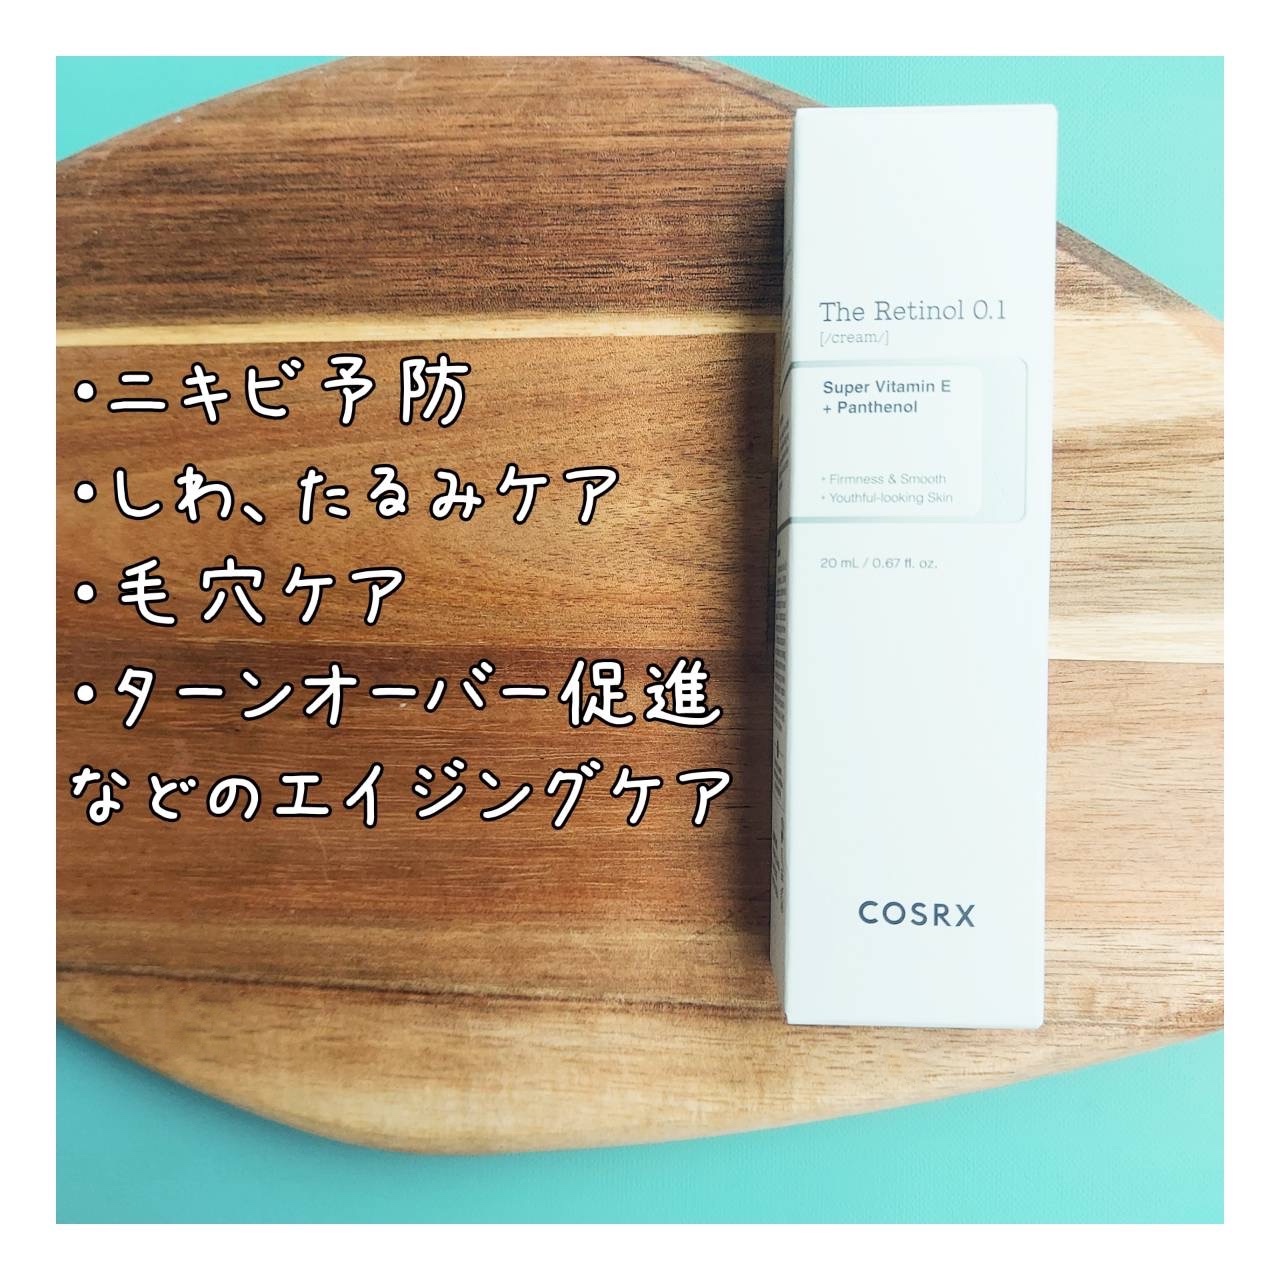 •ニキビ予防
•しわ、たるみケア
•毛穴ケア
•ターンオーバー促進
などのエイジングケア
The Retinol 0.1
[/cream/]
Super Vitamin E
+ Panthenol
• Firmness & Smooth
• Youthful-looking Skin
20 mL / 0.67 fl. oz.
COSRX